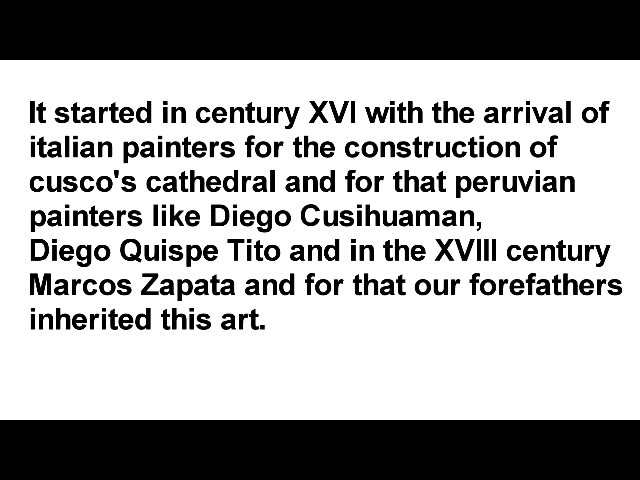 It started in century XVI with the arrival of
italian painters for the construction of
cusco's cathedral and for that peruvian
painters like Diego Cusihuaman,
Diego Quispe Tito and in the XVIII century
Marcos Zapata and for that our forefathers
inherited this art.